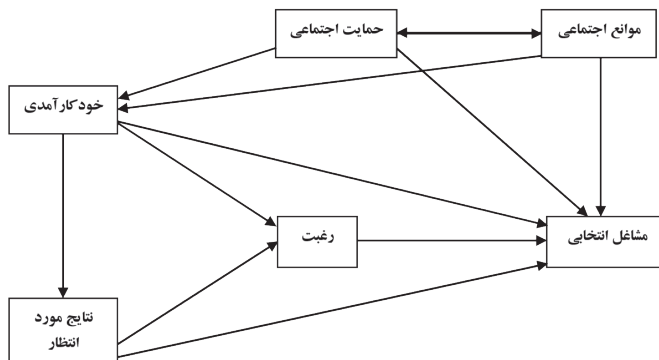 موانع اجتماعی
حمایت اجتماعی
خودکارآمدی
رغبت
مشاغل انتخابی
نتایج مورد
انتظار